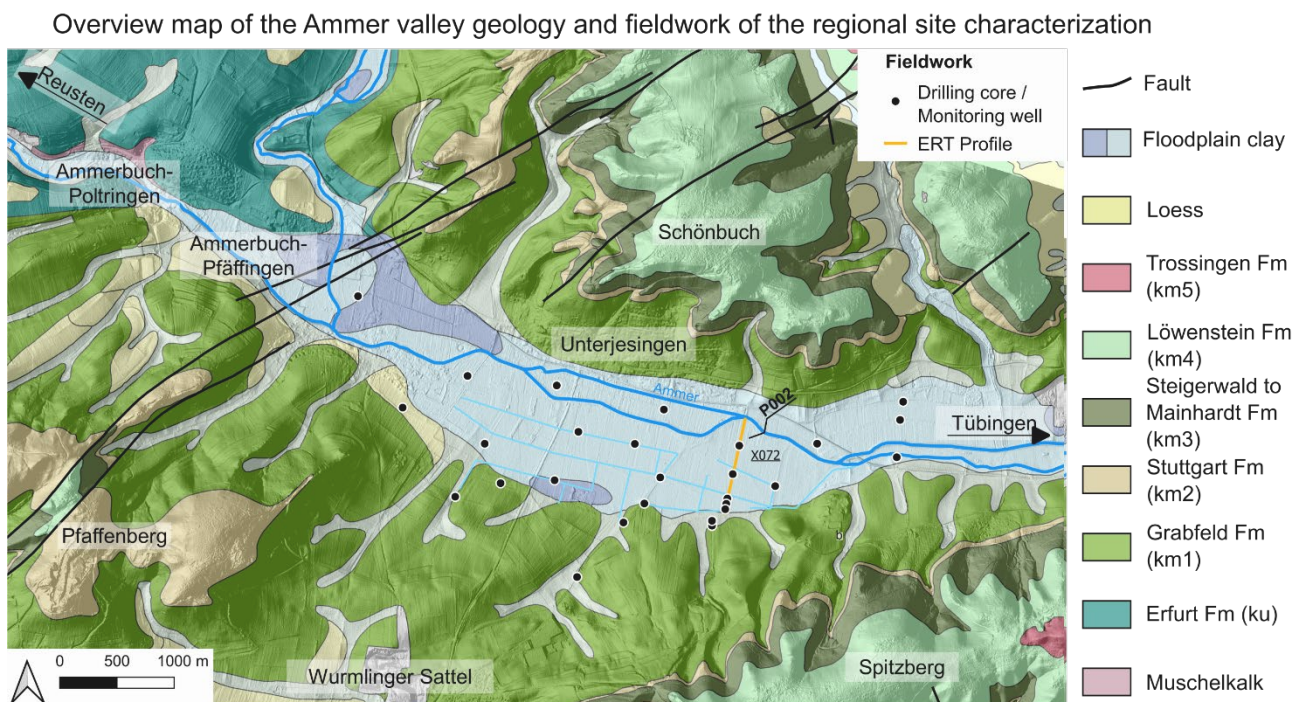 Overview map of the Ammer valley geology and fieldwork of the regional site characterization
Reusten
Ammerbuch-
Poltringen
Ammerbuch-
Pfäffingen
Schönbuch
Unterjesingen
Ammer
P002
X072
Tübingen
Pfaffenberg
Wurmlinger Sattel
Spitzberg
0 500 1000 m
Fieldwork
Drilling core /
Monitoring well
ERT Profile
Fault
Floodplain clay
Loess
Trossingen Fm
(km5)
Löwenstein Fm
(km4)
Steigerwald to
Mainhardt Fm
(km3)
Stuttgart Fm
(km2)
Grabfeld Fm
(km1)
Erfurt Fm (ku)
Muschelkalk